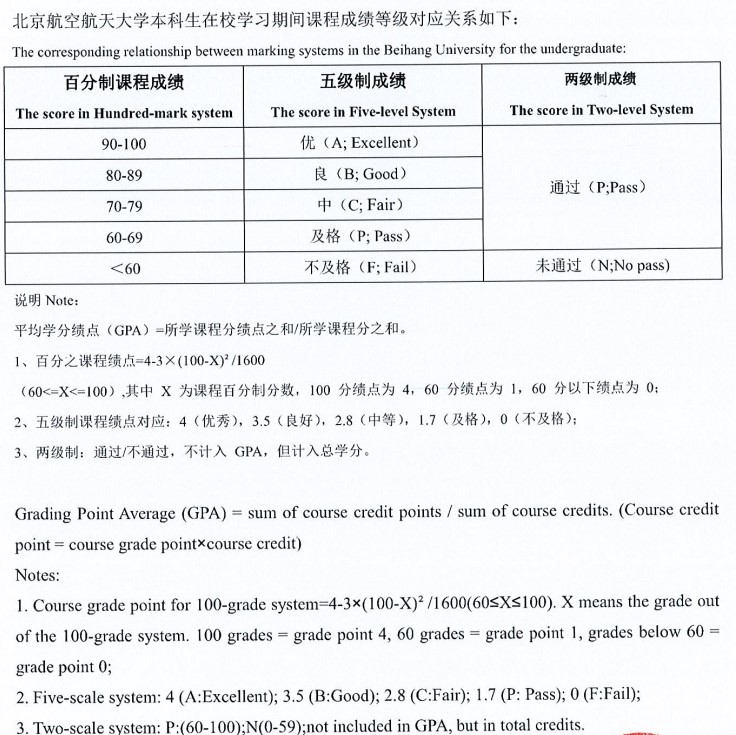 北京航空航天大学本科生在校学习期间课程成绩等级对应关系如下:
The corresponding relationship between marking systems in the Beihang University for the undergraduate:
百分制课程成绩 五级制成绩 两级制成绩
The score in Hundred-mark system The score in Five-level System The score in Two-level System
90-100 优（A; Excellent）
80-89 良（B; Good）
通过（P;Pass）
70-79 中（C; Fair）
60-69 及格（P; Pass）
＜60 不及格（F; Fail） 未通过（N;No pass)
说明 Note:
平均学分绩点（GPA）=所学课程分绩点之和/所学课程分之和。
1、百分之课程绩点=4-3×(100-X)²/1600
（60<=X<=100）,其中 X 为课程百分制分数，100 分绩点为 4，60 分绩点为 1，60 分以下绩点为 0;
2、五级制课程绩点对应: 4（优秀），3.5（良好），2.8（中等），1.7（及格），0（不及格）;
3、两级制: 通过/不通过，不计入 GPA，但计入总学分。
Grading Point Average (GPA) = sum of course credit points / sum of course credits. (Course credit
point = course grade point×course credit)
Notes:
1. Course grade point for 100-grade system=4-3×(100-X)² /1600(60≤X≤100). X means the grade out
of the 100-grade system. 100 grades = grade point 4, 60 grades = grade point 1, grades below 60 =
grade point 0;
2. Five-scale system: 4 (A:Excellent); 3.5 (B:Good); 2.8 (C:Fair); 1.7 (P: Pass); 0 (F:Fail);
3. Two-scale system: P:(60-100);N(0-59);not included in GPA, but in total credits.